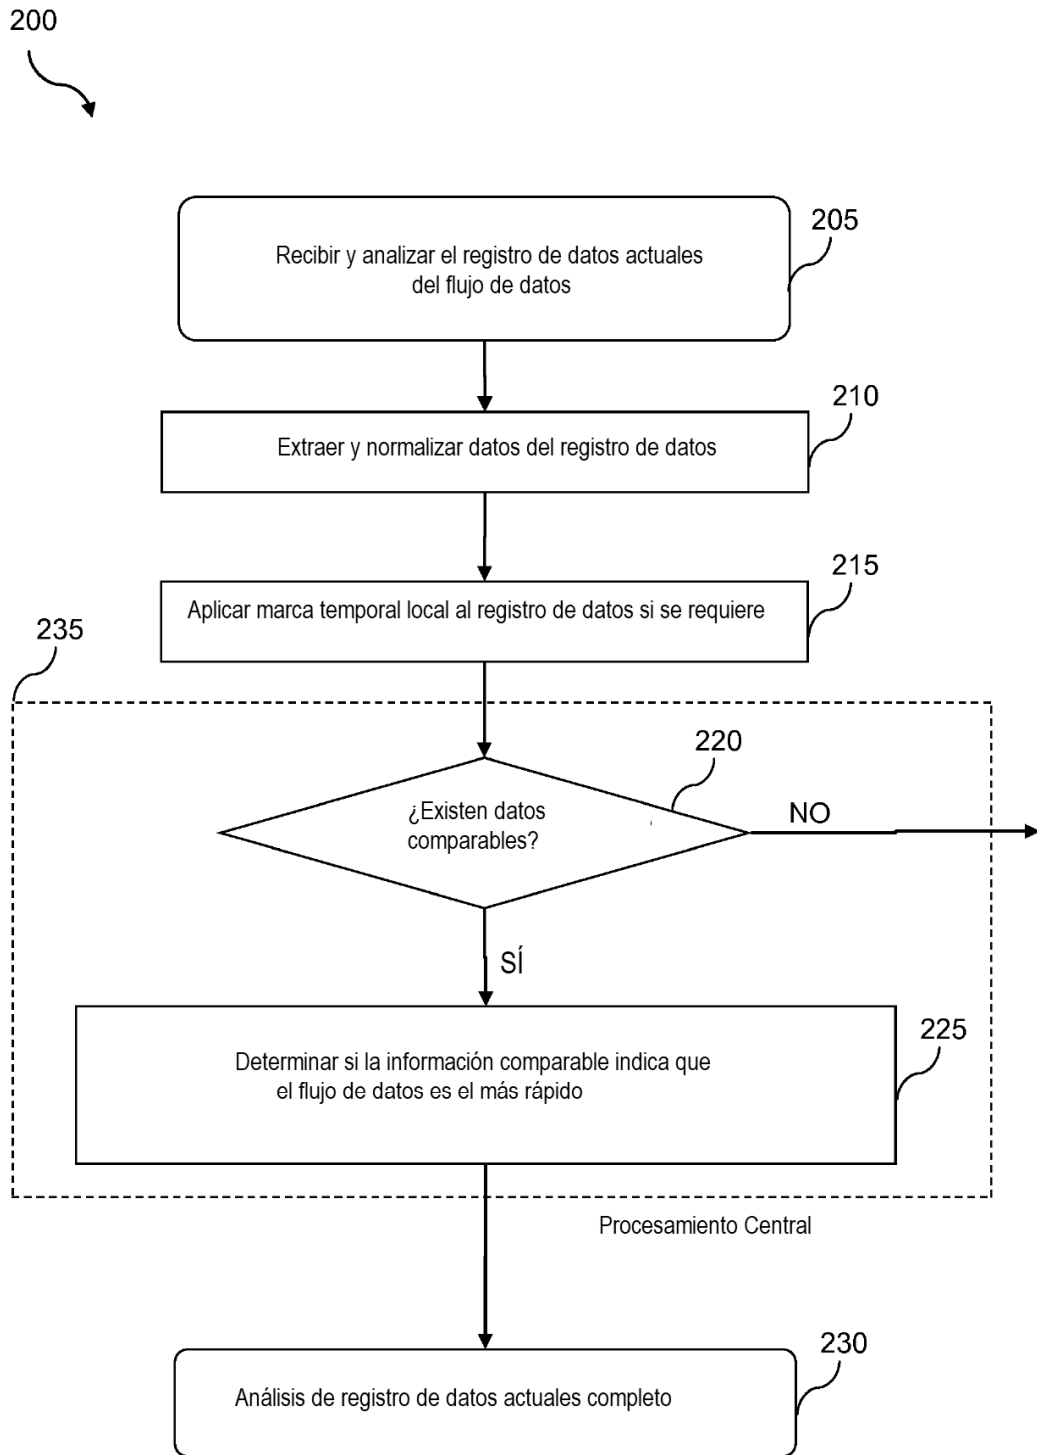 200
205
Recibir y analizar el registro de datos actuales
del flujo de datos
210
Extraer y normalizar datos del registro de datos
215
Aplicar marca temporal local al registro de datos si se requiere
235
220
¿Existen datos
comparables?
NO
SÍ
225
Determinar si la información comparable indica que
el flujo de datos es el más rápido
Procesamiento Central
230
Análisis de registro de datos actuales completo